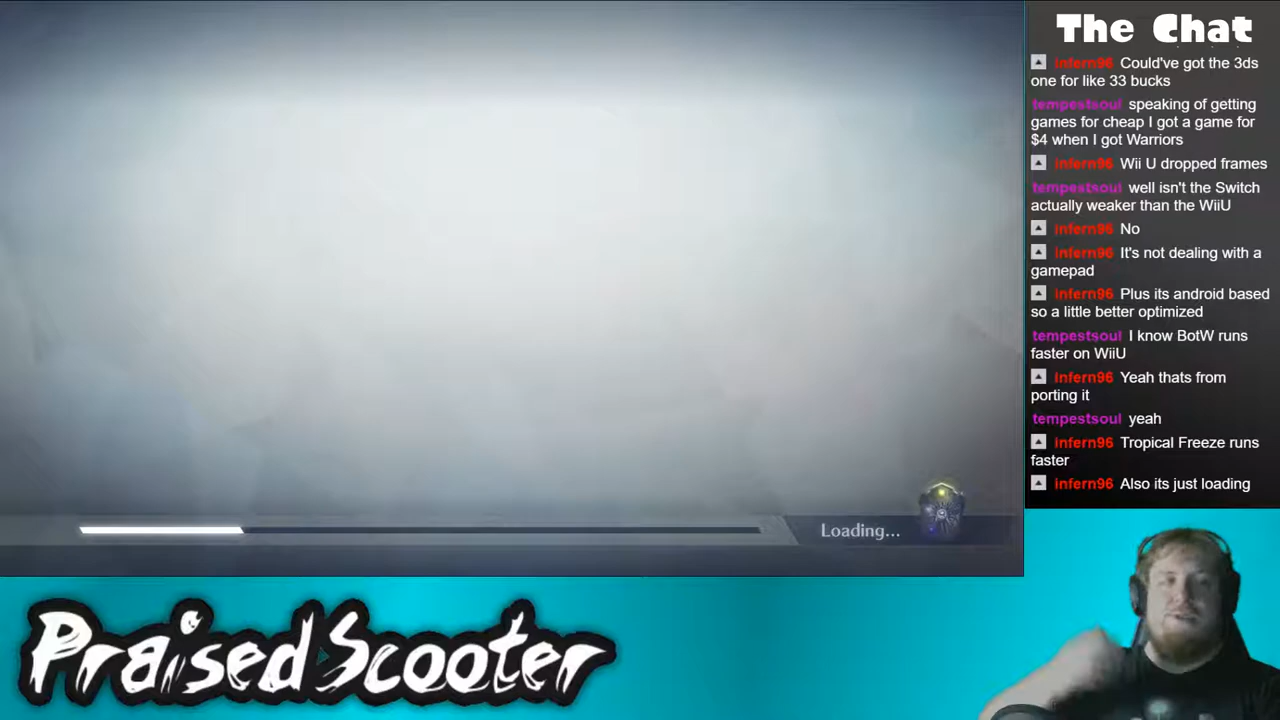 The Chat
infern96 Could've got the 3ds
one for like 33 bucks
tempestsoul speaking of getting
games for cheap I got a game for
$4 when I got Warriors
infern96 Wii U dropped frames
tempestsoul well isn't the Switch
actually weaker than the WiiU
infern96 No
infern96 It's not dealing with a
gamepad
infern96 Plus its android based
so a little better optimized
tempestsoul I know BotW runs
faster on WiiU
infern96 Yeah thats from
porting it
tempestsoul yeah
infern96 Tropical Freeze runs
faster
infern96 Also its just loading
Loading...
PraisedScooter